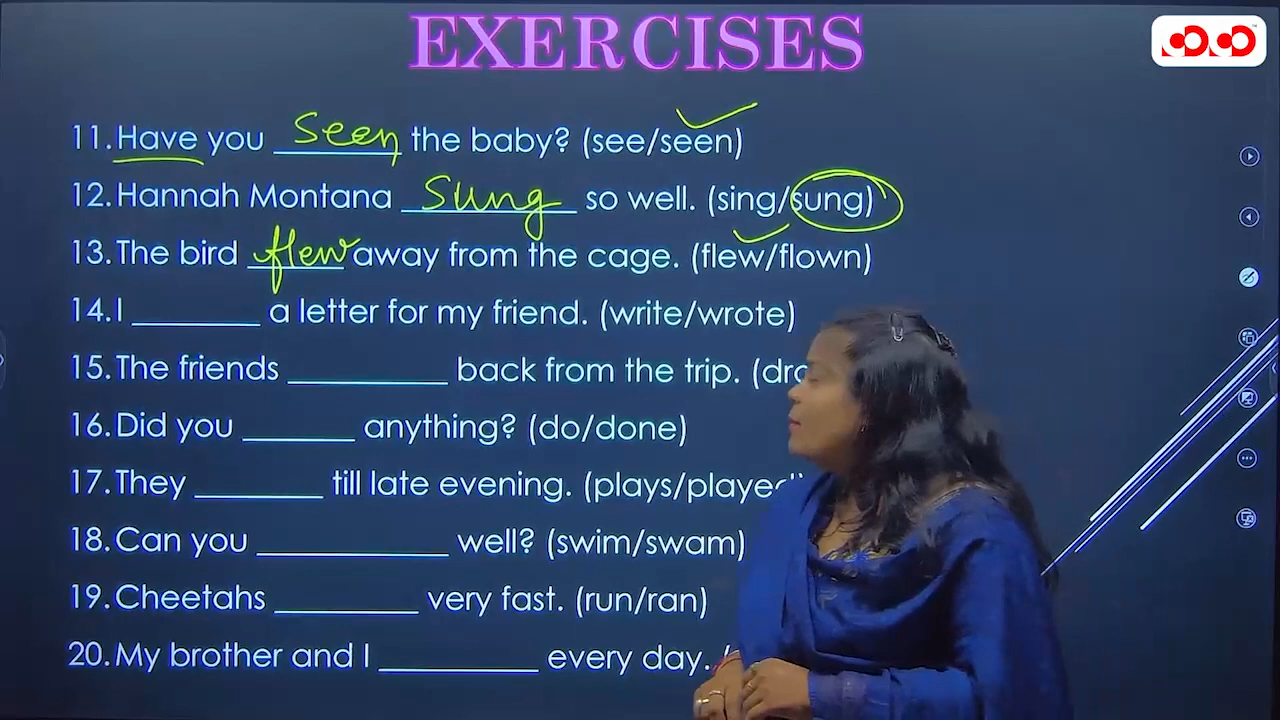 EXERCISES
11. Have you seen the baby? (see/seen)
12. Hannah Montana sung so well. (sing/sung)
13. The bird flew away from the cage. (flew/flown)
14. I ________ a letter for my friend. (write/wrote)
15. The friends __________ back from the trip. (
16. Did you _______ anything? (do/done)
17. They ________ till late evening. (plays/played)
18. Can you ____________ well? (swim/swam)
19. Cheetahs _________ very fast. (run/ran)
20. My brother and I __________ every day.